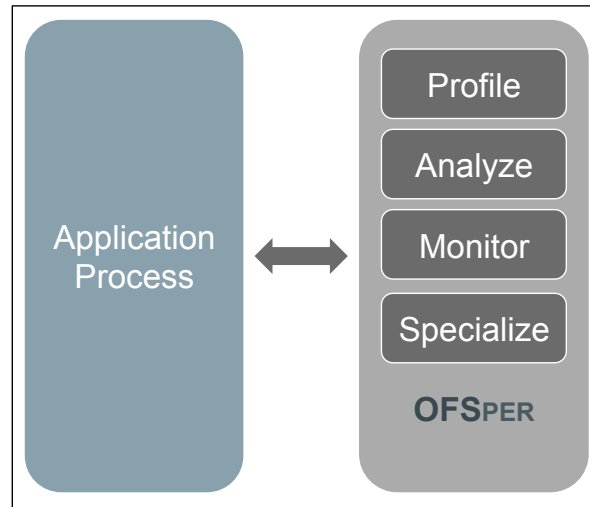 Application
Process
Profile
Analyze
Monitor
Specialize
OFSPER